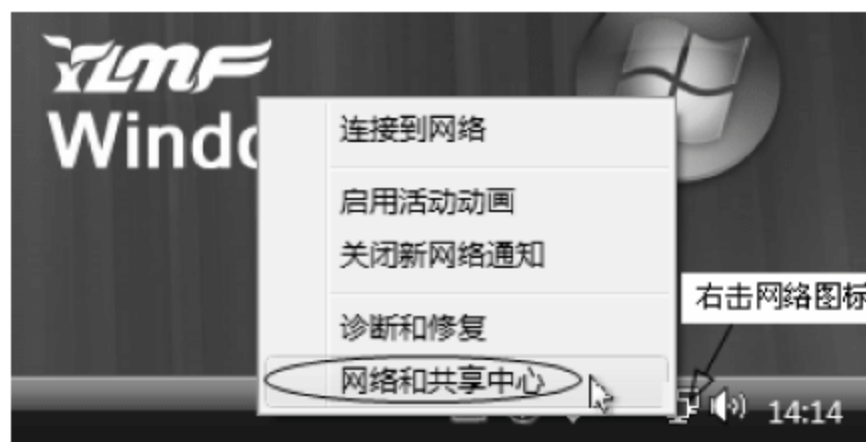 YLMF
Windo
连接到网络
启用活动动画
关闭新网络通知
诊断和修复
网络和共享中心
右击网络图标
14:14